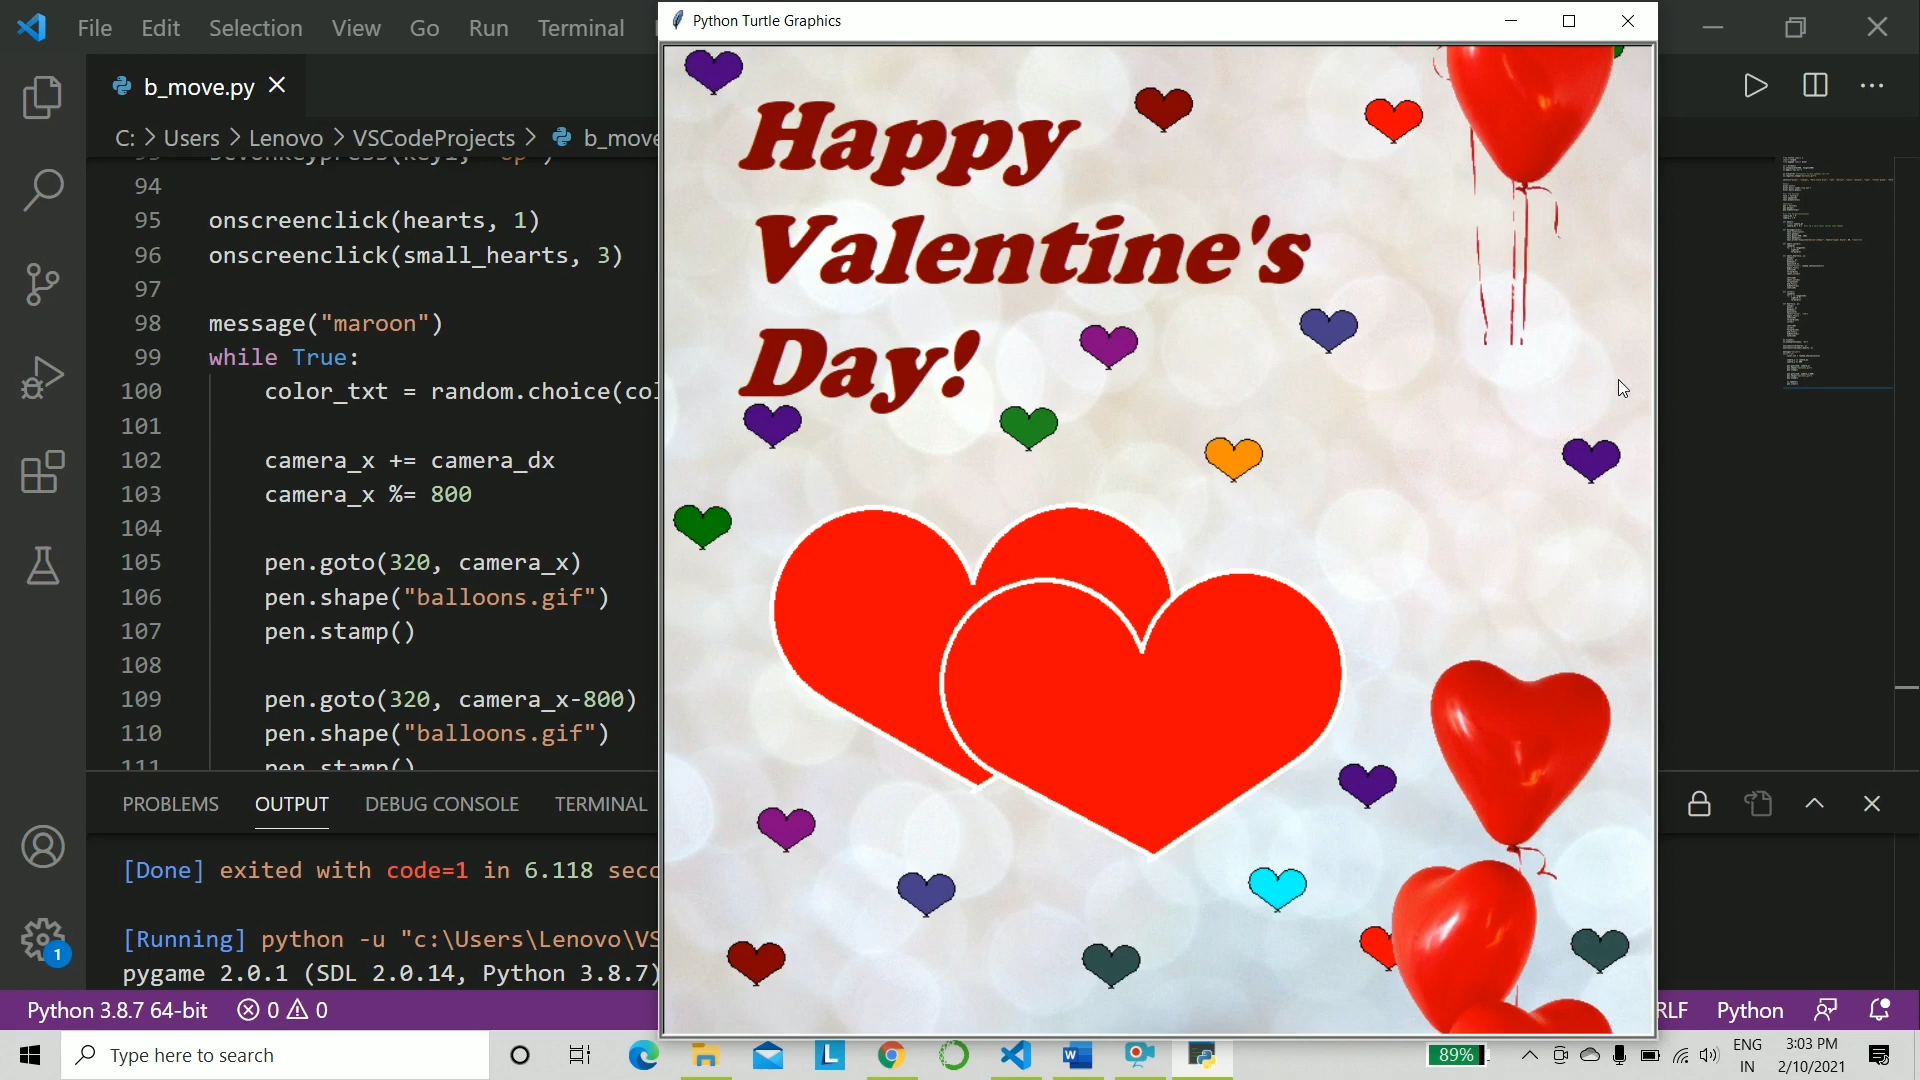 File Edit Selection View Go Run Terminal
Python Turtle Graphics
b_move.py
C: > Users > Lenovo > VSCodeProjects > b_move
94
95 onscreenclick(hearts, 1)
96 onscreenclick(small_hearts, 3)
97
98 message("maroon")
99 while True:
100 color_txt = random.choice(col
101
102 camera_x += camera_dx
103 camera_x %= 800
104
105 pen.goto(320, camera_x)
106 pen.shape("balloons.gif")
107 pen.stamp()
108
109 pen.goto(320, camera_x-800)
110 pen.shape("balloons.gif")
111 pen.stamp()
Happy
Valentine's
Day!
PROBLEMS OUTPUT DEBUG CONSOLE TERMINAL
[Done] exited with code=1 in 6.118 seco
[Running] python -u "c:\Users\Lenovo\VS
pygame 2.0.1 (SDL 2.0.14, Python 3.8.7)
Python 3.8.7 64-bit 0 0
RLF Python
1
Type here to search
89%
ENG
IN
3:03 PM
2/10/2021